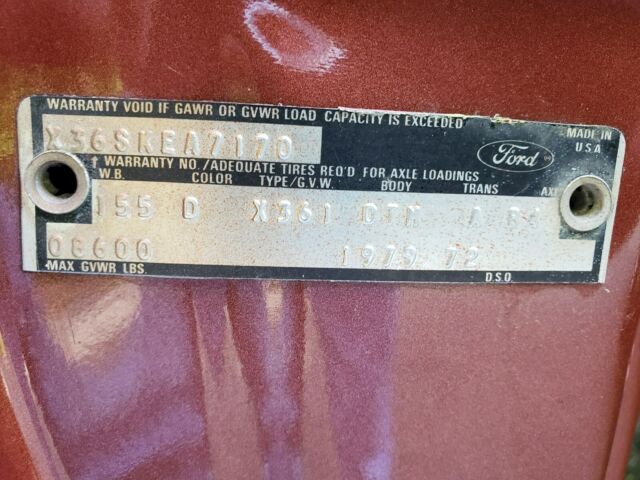 WARRANTY VOID IF GAWR OR GVWR LOAD CAPACITY IS EXCEEDED
X36SKEA7170
Ford
MADE IN
U S A
↑ WARRANTY NO./ADEQUATE TIRES REQ'D FOR AXLE LOADINGS
W.B. COLOR TYPE/G.V.W. BODY TRANS
155 D X361
08600 1979 72
MAX GVWR LBS. D.S.O.